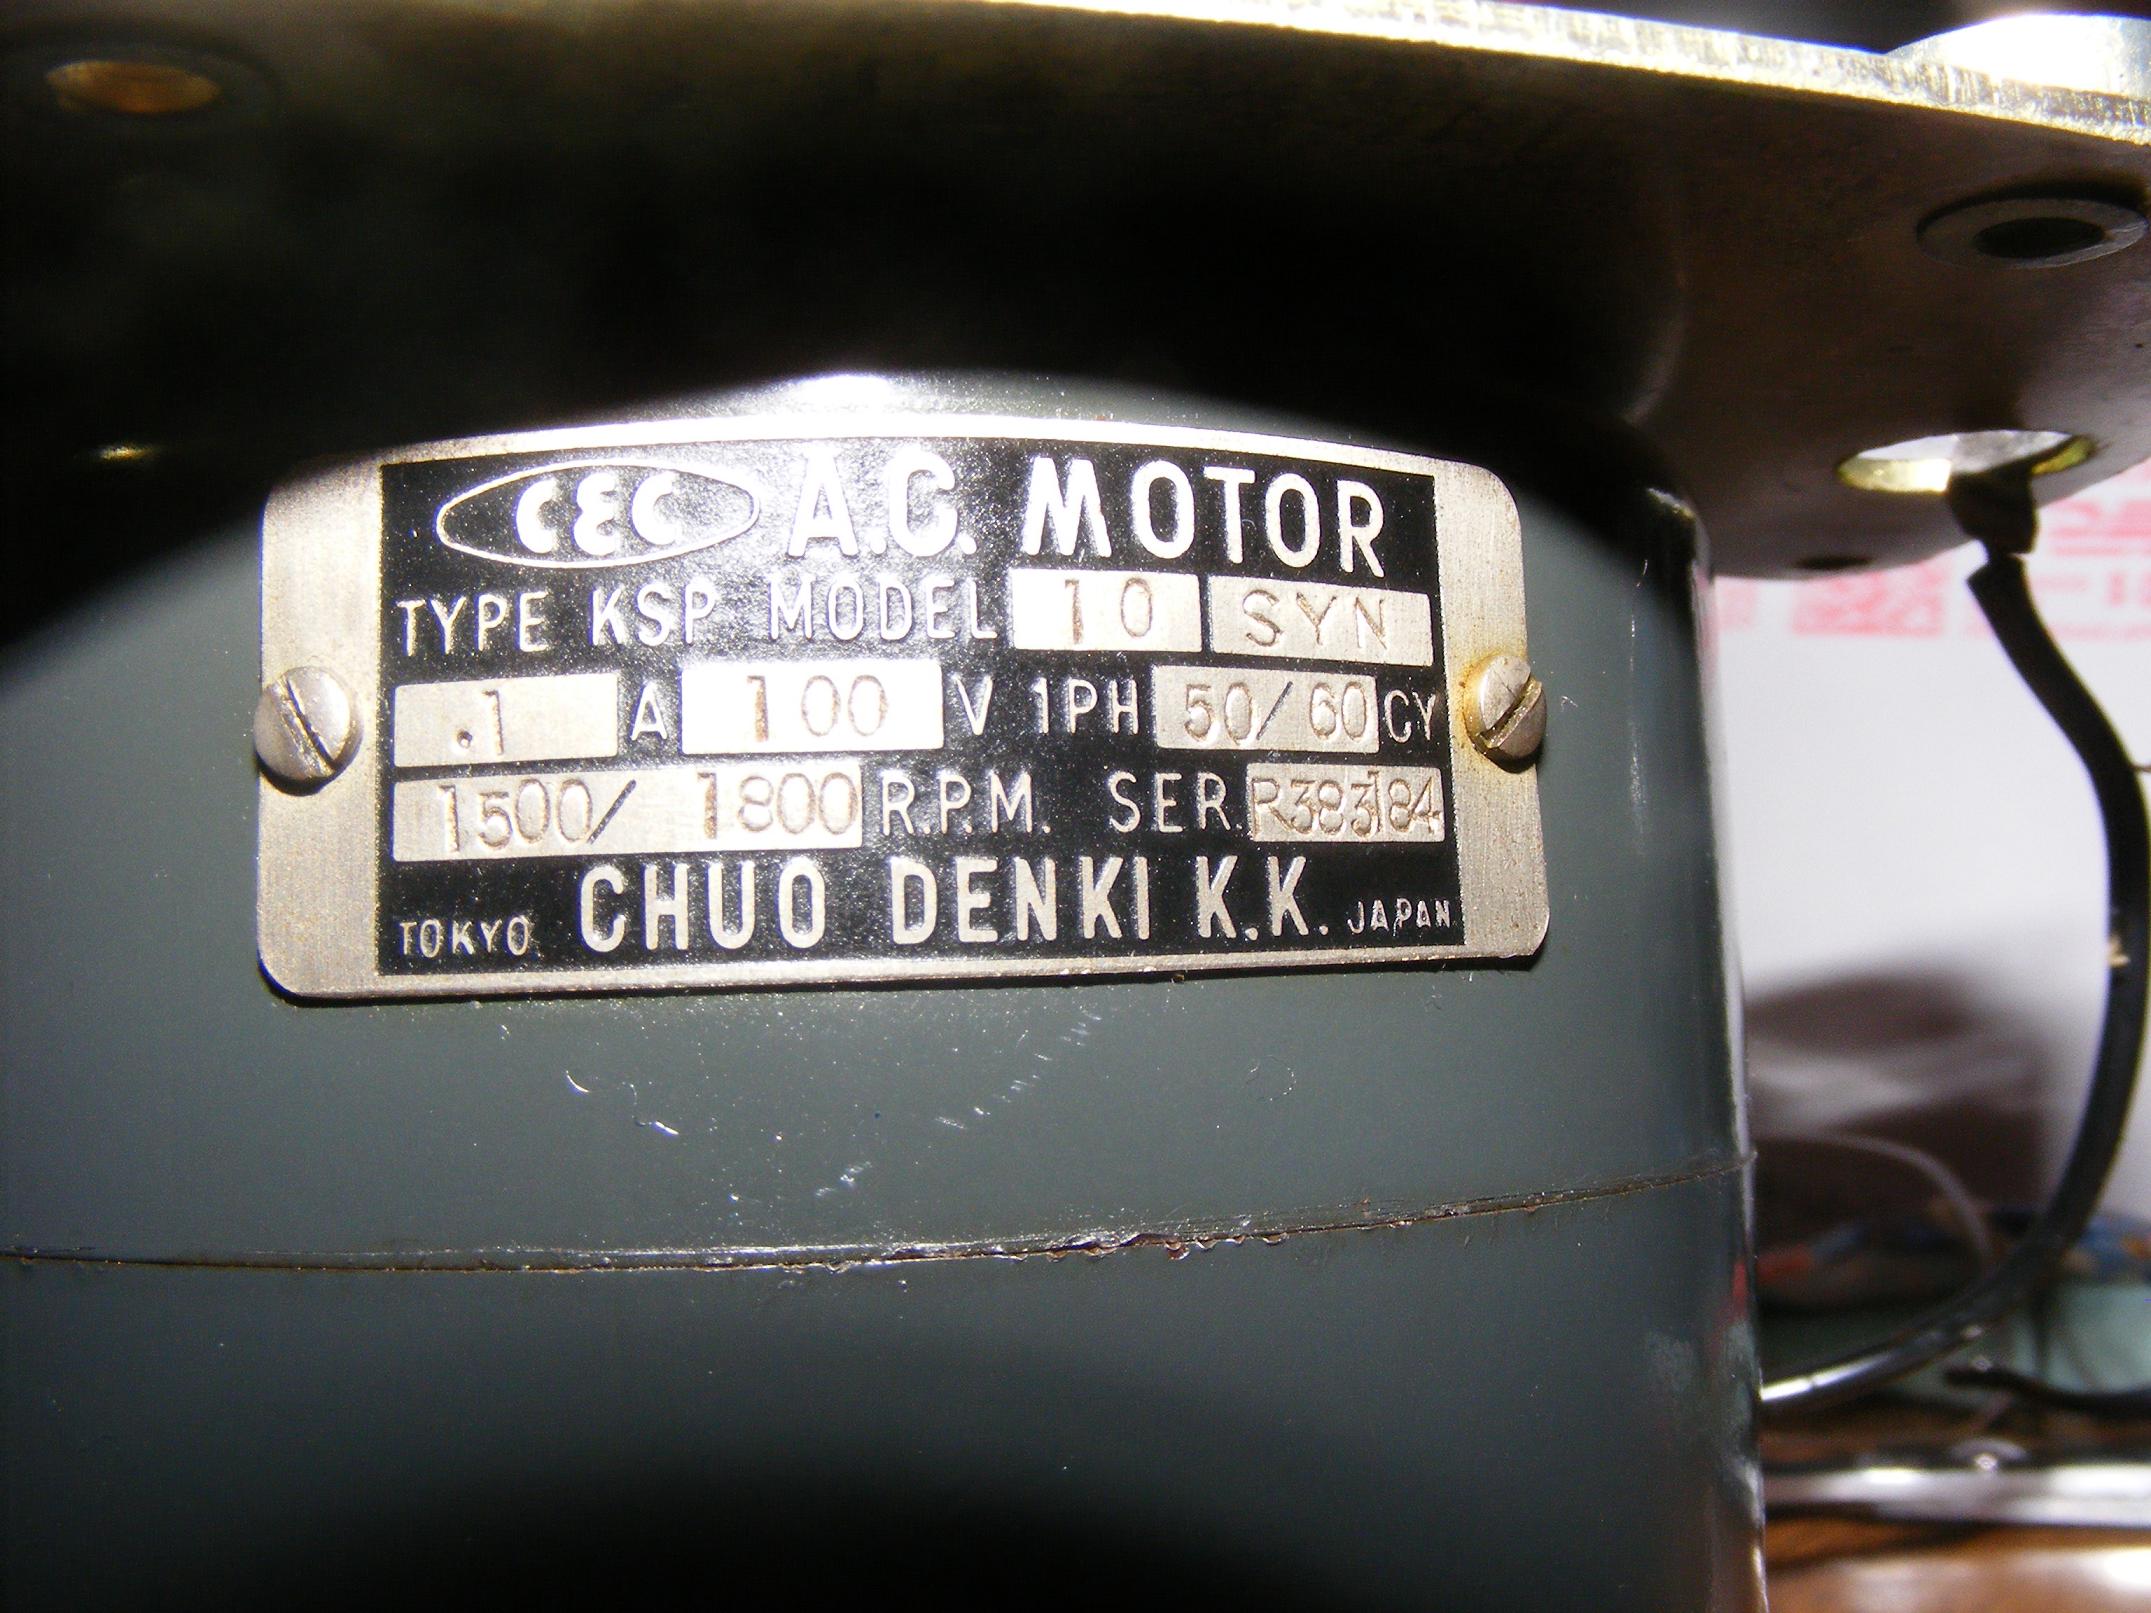 CEC A.C. MOTOR
TYPE KSP MODEL 10 SYN
.1 A 100 V 1PH 50/60 CY
1500/ 1800 R.P.M. SER. R383184
TOKYO CHUO DENKI K.K. JAPAN